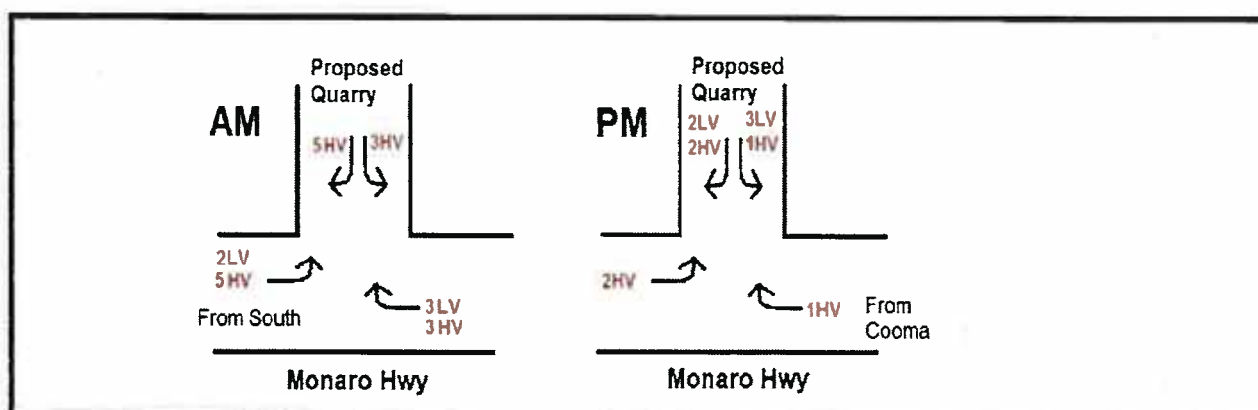 Proposed
Quarry
AM
5HV 3HV
2LV
5HV
From South
3LV
3HV
Monaro Hwy
Proposed
Quarry
PM
2LV 3LV
2HV 1HV
2HV
1HV
From
Cooma
Monaro Hwy